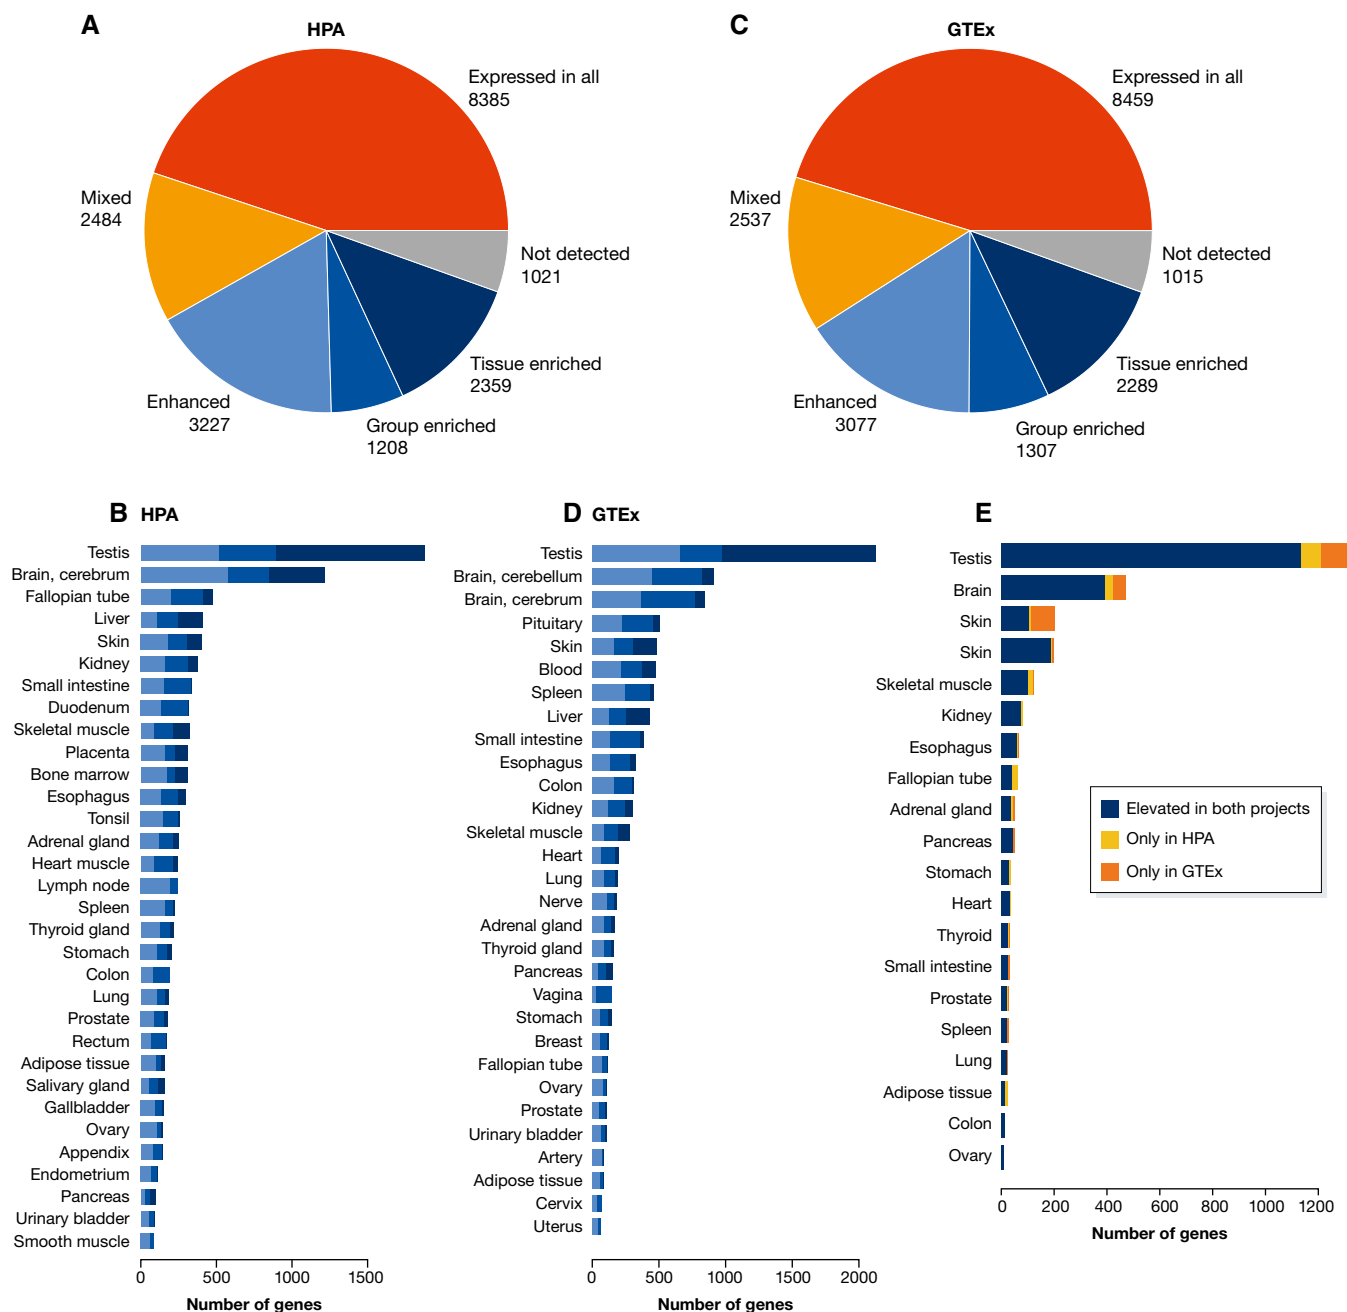 A
HPA
Expressed in all
8385
Mixed
2484
Not detected
1021
Tissue enriched
2359
Enhanced
3227
Group enriched
1208
C
GTEx
Expressed in all
8459
Mixed
2537
Not detected
1015
Tissue enriched
2289
Enhanced
3077
Group enriched
1307
B HPA
Testis
Brain, cerebrum
Fallopian tube
Liver
Skin
Kidney
Small intestine
Duodenum
Skeletal muscle
Placenta
Bone marrow
Esophagus
Tonsil
Adrenal gland
Heart muscle
Lymph node
Spleen
Thyroid gland
Stomach
Colon
Lung
Prostate
Rectum
Adipose tissue
Salivary gland
Gallbladder
Ovary
Appendix
Endometrium
Pancreas
Urinary bladder
Smooth muscle
0 500 1000 1500
Number of genes
D GTEx
Testis
Brain, cerebellum
Brain, cerebrum
Pituitary
Skin
Blood
Spleen
Liver
Small intestine
Esophagus
Colon
Kidney
Skeletal muscle
Heart
Lung
Nerve
Adrenal gland
Thyroid gland
Pancreas
Vagina
Stomach
Breast
Fallopian tube
Ovary
Prostate
Urinary bladder
Artery
Adipose tissue
Cervix
Uterus
0 500 1000 1500 2000
Number of genes
E
Testis
Brain
Skin
Skin
Skeletal muscle
Kidney
Esophagus
Fallopian tube
Adrenal gland
Pancreas
Stomach
Heart
Thyroid
Small intestine
Prostate
Spleen
Lung
Adipose tissue
Colon
Ovary
0 200 400 600 800 1000 1200
Number of genes
Elevated in both projects
Only in HPA
Only in GTEx